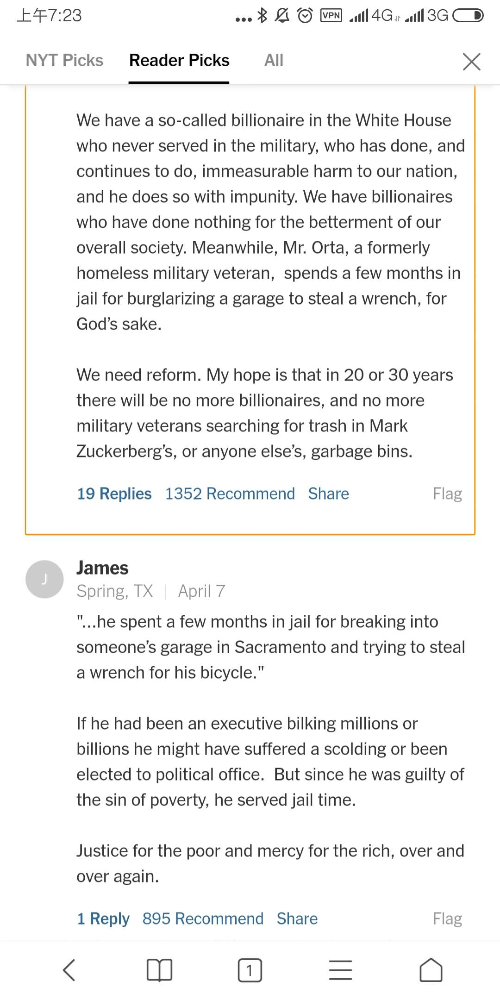 上午7:23
... VPN 4G 3G
NYT Picks Reader Picks All
We have a so-called billionaire in the White House
who never served in the military, who has done, and
continues to do, immeasurable harm to our nation,
and he does so with impunity. We have billionaires
who have done nothing for the betterment of our
overall society. Meanwhile, Mr. Orta, a formerly
homeless military veteran,  spends a few months in
jail for burglarizing a garage to steal a wrench, for
God’s sake.
We need reform. My hope is that in 20 or 30 years
there will be no more billionaires, and no more
military veterans searching for trash in Mark
Zuckerberg’s, or anyone else’s, garbage bins.
19 Replies 1352 Recommend Share Flag
J
James
Spring, TX | April 7
"...he spent a few months in jail for breaking into
someone’s garage in Sacramento and trying to steal
a wrench for his bicycle."
If he had been an executive bilking millions or
billions he might have suffered a scolding or been
elected to political office.  But since he was guilty of
the sin of poverty, he served jail time.
Justice for the poor and mercy for the rich, over and
over again.
1 Reply 895 Recommend Share Flag
1